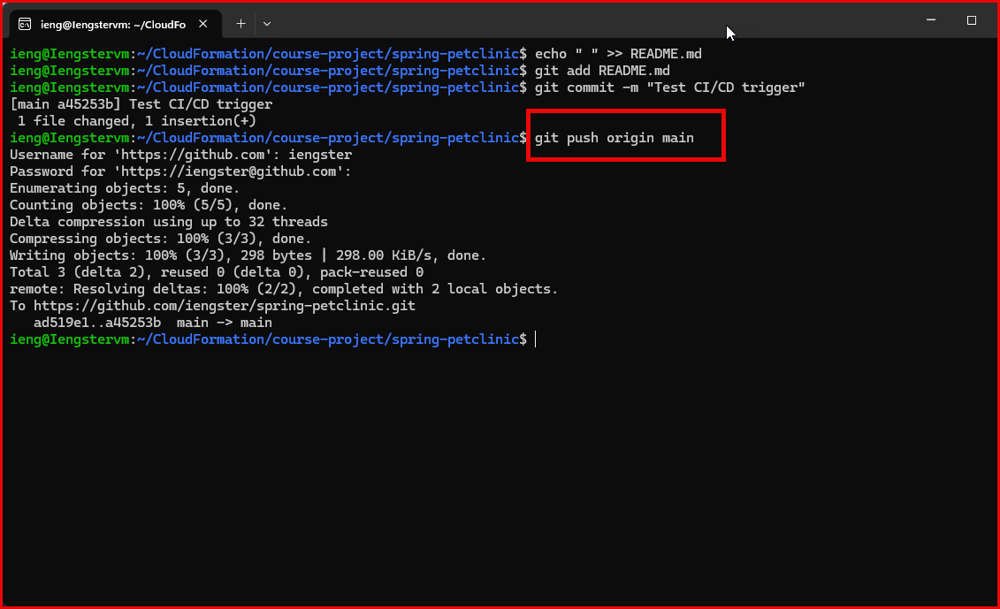 ieng@Iengstervm: ~/CloudFo
ieng@Iengstervm:~/CloudFormation/course-project/spring-petclinic$ echo " " >> README.md
ieng@Iengstervm:~/CloudFormation/course-project/spring-petclinic$ git add README.md
ieng@Iengstervm:~/CloudFormation/course-project/spring-petclinic$ git commit -m "Test CI/CD trigger"
[main a45253b] Test CI/CD trigger
 1 file changed, 1 insertion(+)
ieng@Iengstervm:~/CloudFormation/course-project/spring-petclinic$ git push origin main
Username for 'https://github.com': iengster
Password for 'https://iengster@github.com':
Enumerating objects: 5, done.
Counting objects: 100% (5/5), done.
Delta compression using up to 32 threads
Compressing objects: 100% (3/3), done.
Writing objects: 100% (3/3), 298 bytes | 298.00 KiB/s, done.
Total 3 (delta 2), reused 0 (delta 0), pack-reused 0
remote: Resolving deltas: 100% (2/2), completed with 2 local objects.
To https://github.com/iengster/spring-petclinic.git
   ad519e1..a45253b  main -> main
ieng@Iengstervm:~/CloudFormation/course-project/spring-petclinic$